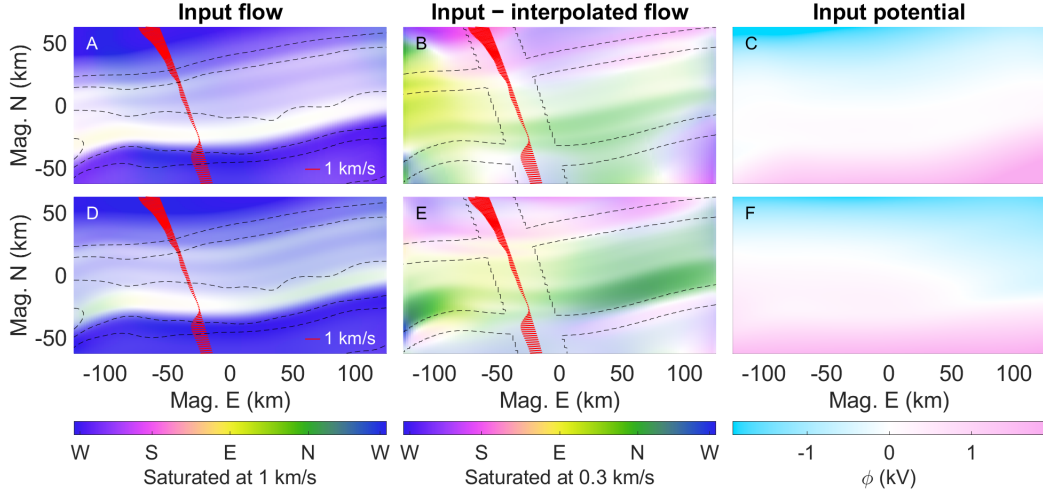 Input flow
Input − interpolated flow
Input potential
Mag. N (km)
50
0
-50
A
1 km/s
B
C
Mag. N (km)
50
0
-50
D
1 km/s
E
F
-100 -50 0 50 100
-100 -50 0 50 100
-100 -50 0 50 100
Mag. E (km)
Mag. E (km)
Mag. E (km)
W S E N W
W S E N W
-1 0 1
Saturated at 1 km/s
Saturated at 0.3 km/s
ϕ (kV)